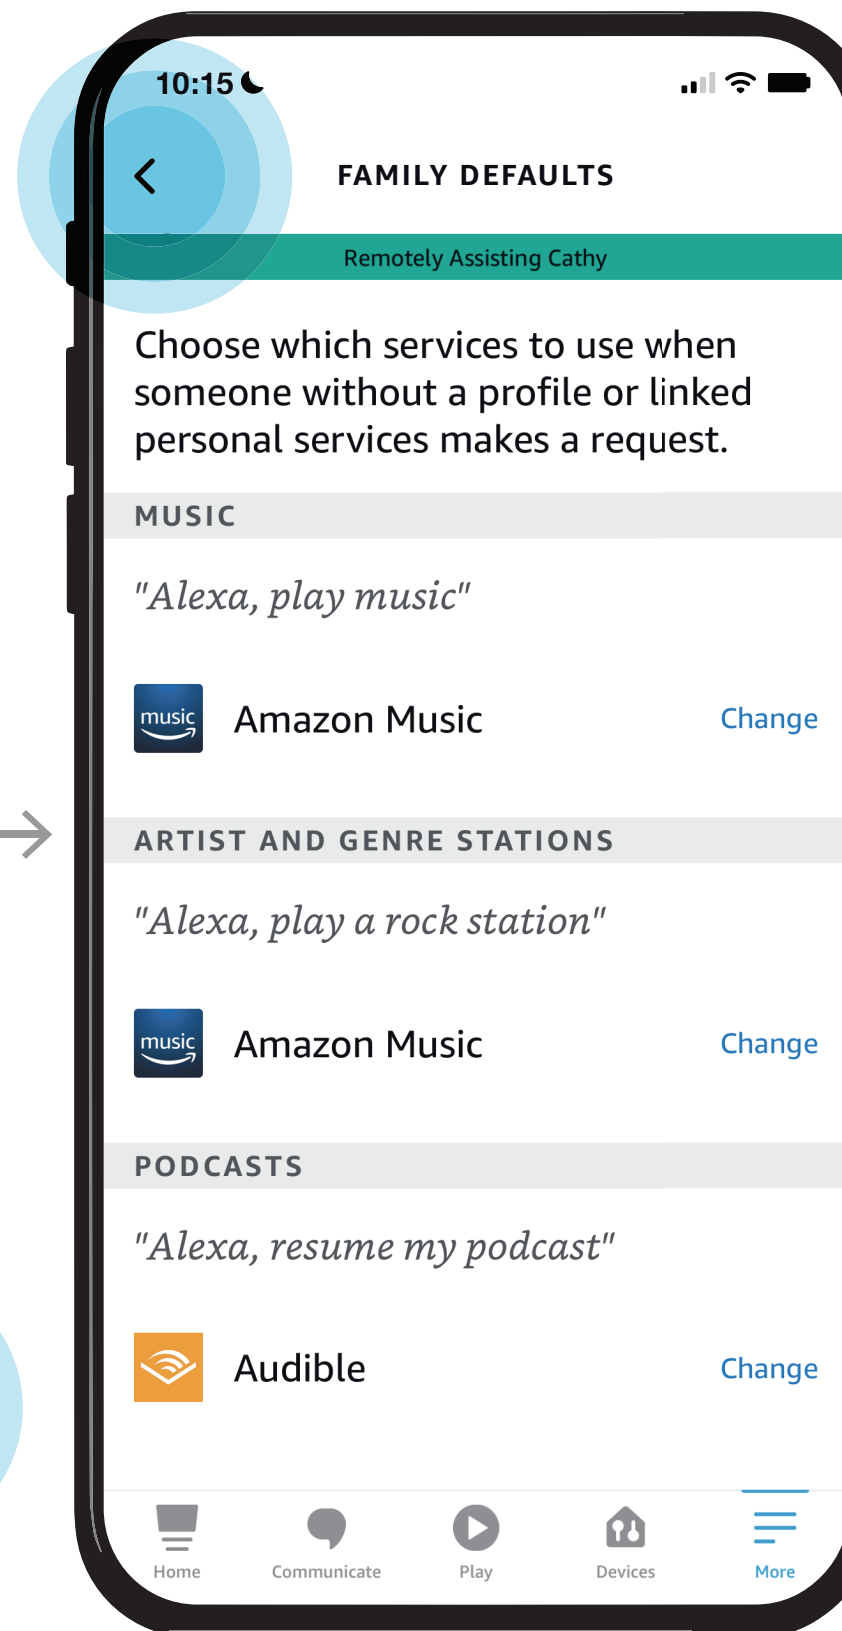 10:15
FAMILY DEFAULTS
Remotely Assisting Cathy
Choose which services to use when
someone without a profile or linked
personal services makes a request.
MUSIC
"Alexa, play music"
music
Amazon Music
Change
ARTIST AND GENRE STATIONS
"Alexa, play a rock station"
music
Amazon Music
Change
PODCASTS
"Alexa, resume my podcast"
Audible
Change
Home
Communicate
Play
Devices
More